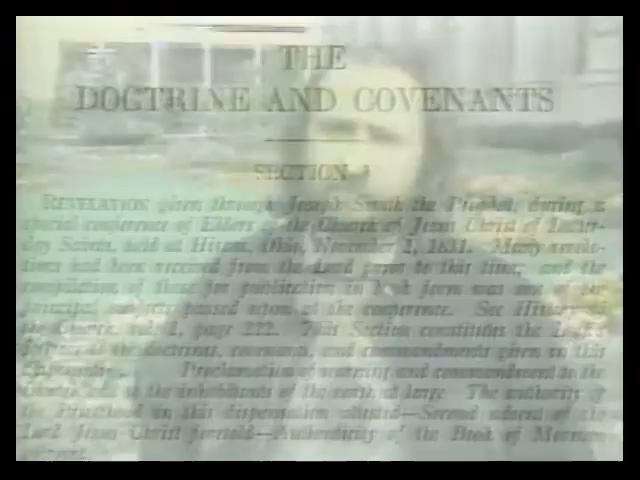 THE
DOCTRINE AND COVENANTS
SECTION 1
REVELATION given through Joseph Smith the Prophet, during a
special conference of Elders of the Church of Jesus Christ of Latter-
day Saints, held at Hiram, Ohio, November 1, 1831. Many revela-
tions had been received from the Lord prior to this time, and the
compilation of these for publication in book form was one of the
principal subjects passed upon at the conference. See History of
the Church, vol. 1, page 222. This Section constitutes the Lord's
to the doctrines, covenants, and commandments given in this
Proclamation of warning and commandment to the
to the inhabitants of the earth at large The authority of
the Priesthood in this dispensation attested—Second advent of the
Lord Jesus Christ foretold—Authenticity of the Book of Mormon